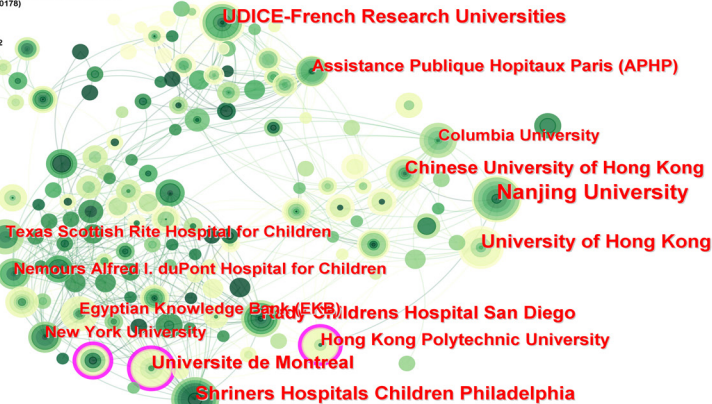 0178)
2
UDICE-French Research Universities
Assistance Publique Hopitaux Paris (APHP)
Columbia University
Chinese University of Hong Kong
Nanjing University
Texas Scottish Rite Hospital for Children
University of Hong Kong
Nemours Alfred I. duPont Hospital for Children
Egyptian Knowledge Bank (EKB)
Rady Childrens Hospital San Diego
New York University
Hong Kong Polytechnic University
Universite de Montreal
Shriners Hospitals Children Philadelphia